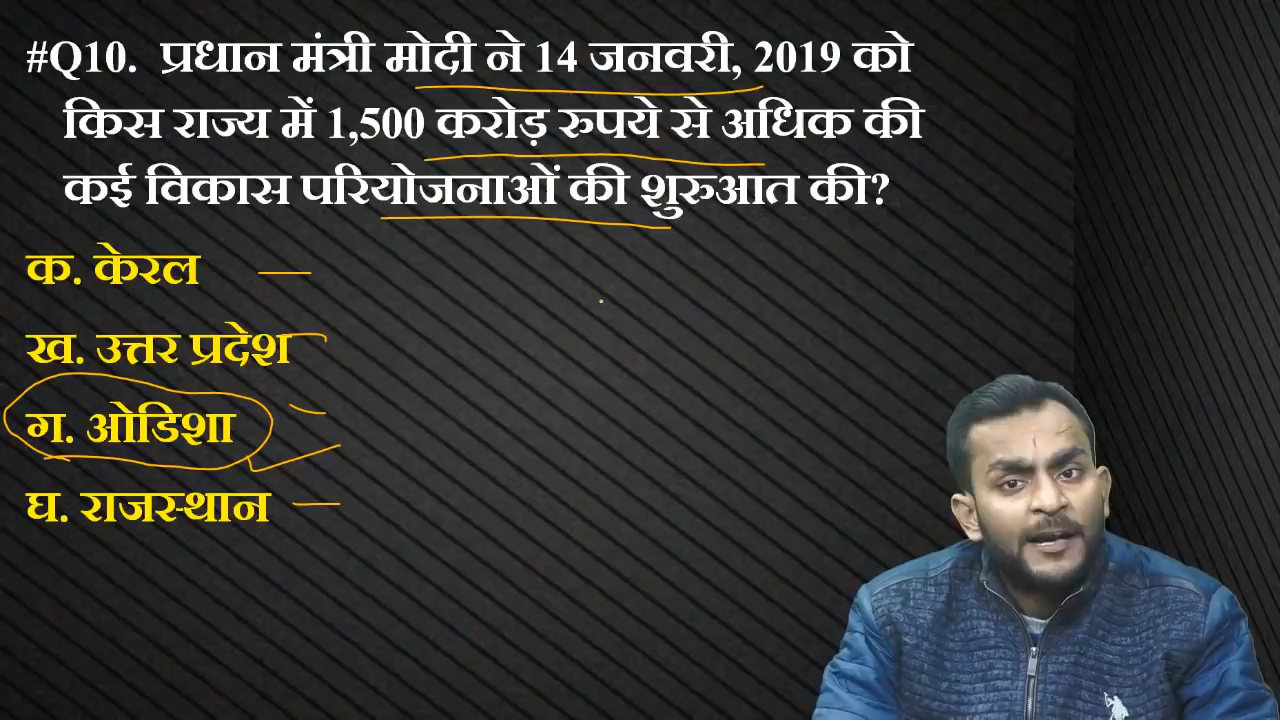 #Q10. प्रधान मंत्री मोदी ने 14 जनवरी, 2019 को
किस राज्य में 1,500 करोड़ रुपये से अधिक की
कई विकास परियोजनाओं की शुरुआत की?
क. केरल
ख. उत्तर प्रदेश
ग. ओडिशा
घ. राजस्थान